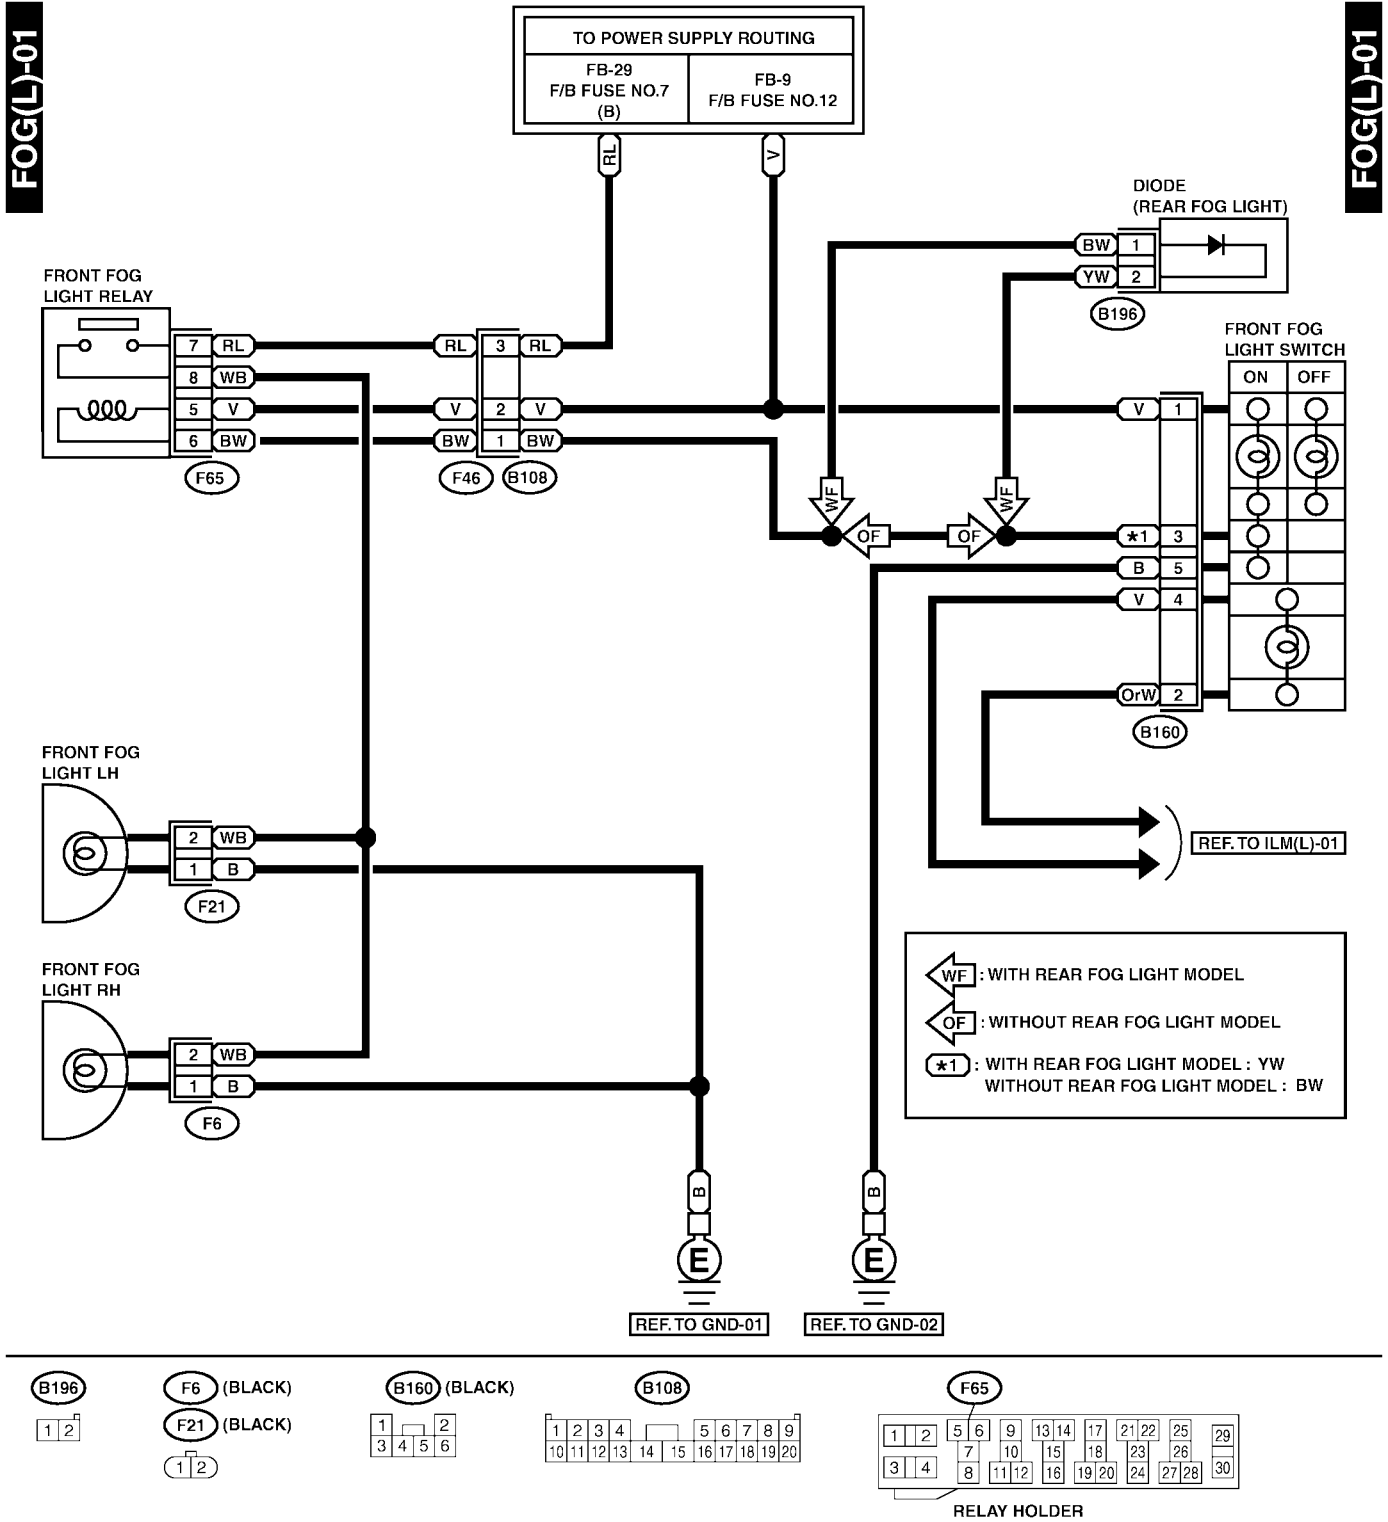 FOG(L)-01
FOG(L)-01
TO POWER SUPPLY ROUTING
FB-29
F/B FUSE NO.7
(B)
FB-9
F/B FUSE NO.12
RL
V
DIODE
(REAR FOG LIGHT)
BW 1
YW 2
B196
FRONT FOG
LIGHT RELAY
7 RL
8 WB
5 V
6 BW
F65
RL 3 RL
V 2 V
BW 1 BW
F46
B108
FRONT FOG
LIGHT SWITCH
ON OFF
V 1
WF
WF
OF
OF
*1 3
B 5
V 4
OrW 2
B160
FRONT FOG
LIGHT LH
2 WB
1 B
F21
REF. TO ILM(L)-01
FRONT FOG
LIGHT RH
2 WB
1 B
F6
WF : WITH REAR FOG LIGHT MODEL
OF : WITHOUT REAR FOG LIGHT MODEL
*1 : WITH REAR FOG LIGHT MODEL : YW
WITHOUT REAR FOG LIGHT MODEL : BW
B
B
E
E
REF. TO GND-01
REF. TO GND-02
B196
1 2
F6 (BLACK)
F21 (BLACK)
1 2
B160 (BLACK)
1 2
3 4 5 6
B108
1 2 3 4 5 6 7 8 9
10 11 12 13 14 15 16 17 18 19 20
F65
1 2 5 6 9 13 14 17 21 22 25 29
7 10 15 18 23 26
3 4 8 11 12 16 19 20 24 27 28 30
RELAY HOLDER